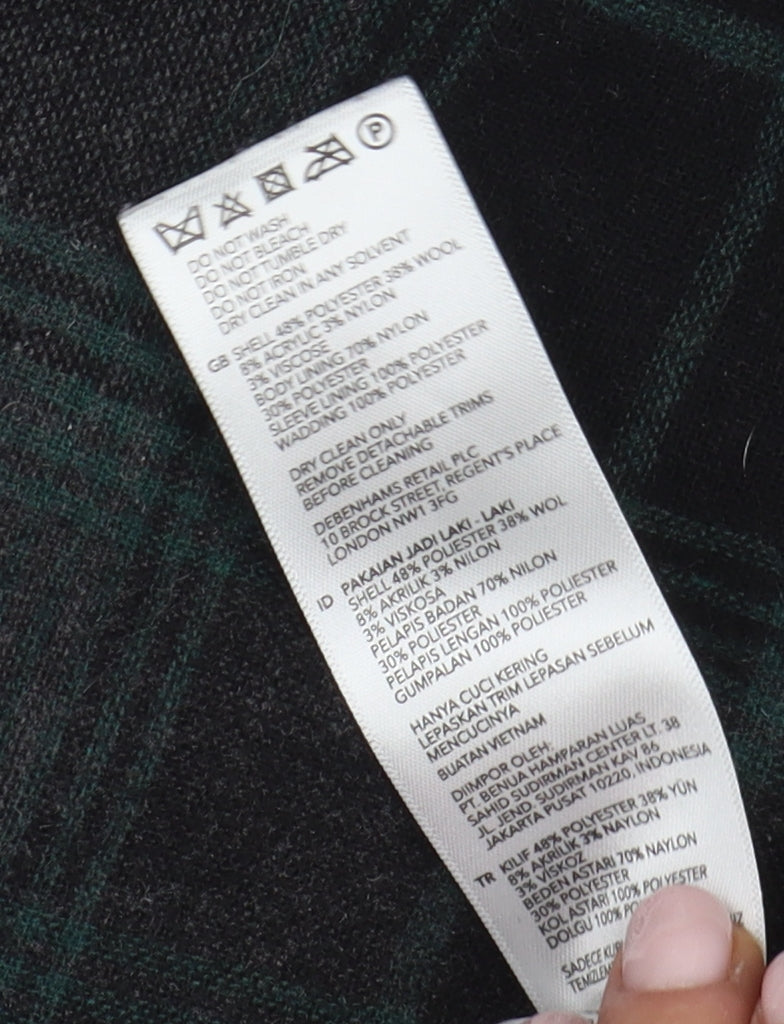 P
DO NOT WASH
DO NOT BLEACH
DO NOT TUMBLE DRY
DO NOT IRON
DRY CLEAN IN ANY SOLVENT
GB SHELL 48% POLYESTER 38% WOOL
8% ACRYLIC 3% NYLON
3% VISCOSE
BODY LINING 70% NYLON
30% POLYESTER
SLEEVE LINING 100% POLYESTER
WADDING 100% POLYESTER
DRY CLEAN ONLY
REMOVE DETACHABLE TRIMS
BEFORE CLEANING
DEBENHAMS RETAIL PLC
10 BROCK STREET, REGENT'S PLACE
LONDON NW1 3FG
ID PAKAIAN JADI LAKI - LAKI
SHELL 48% POLIESTER 38% WOL
8% AKRILIK 3% NILON
3% VISKOSA
PELAPIS BADAN 70% NILON
30% POLIESTER
PELAPIS LENGAN 100% POLIESTER
GUMPALAN 100% POLIESTER
HANYA CUCI KERING
LEPASKAN TRIM LEPASAN SEBELUM
MENCUCINYA
BUATAN VIETNAM
DIIMPOR OLEH:
PT. BENUA HAMPARAN LUAS
SAHID SUDIRMAN CENTER LT. 38
JL, JEND. SUDIRMAN KAV 86
JAKARTA PUSAT 10220, INDONESIA
TR KILIF 48% POLYESTER 38% YÜN
8% AKRİLİK 3% NAYLON
3% VİSKOZ
BEDEN ASTARI 70% NAYLON
30% POLYESTER
KOL ASTARI 100% POLYESTER
DOLGU 100%
SADECE